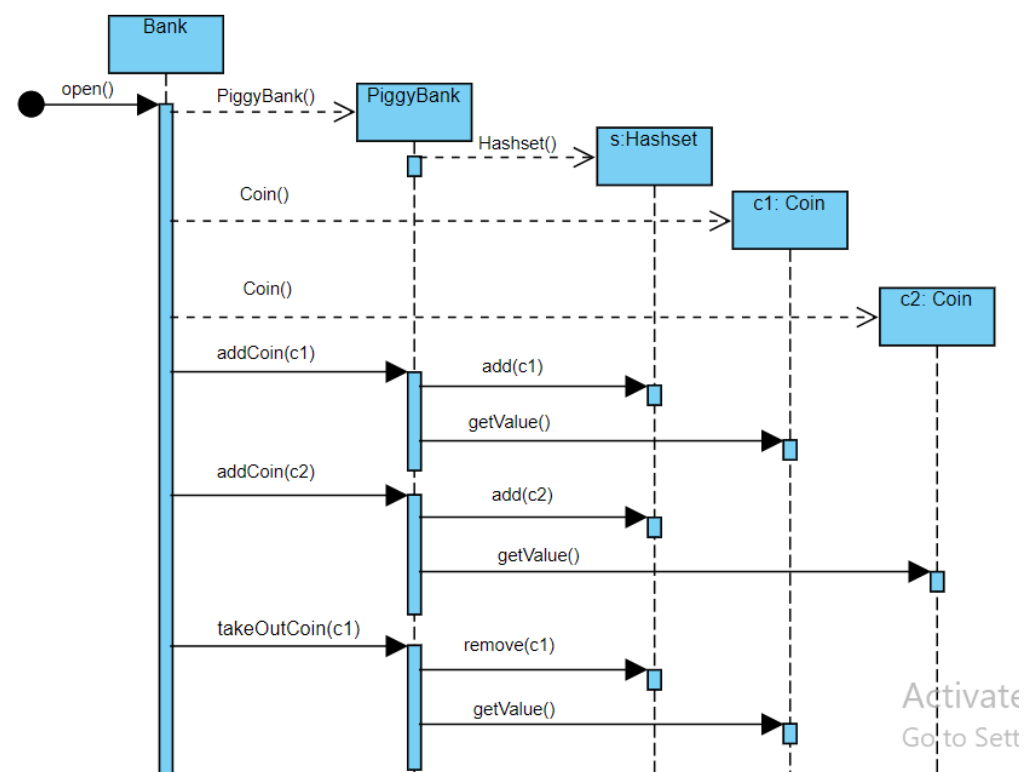 Bank
open()
PiggyBank()
PiggyBank
Hashset()
s:Hashset
Coin()
c1: Coin
Coin()
c2: Coin
addCoin(c1)
add(c1)
getValue()
addCoin(c2)
add(c2)
getValue()
takeOutCoin(c1)
remove(c1)
getValue()
Activate
Go to Sett